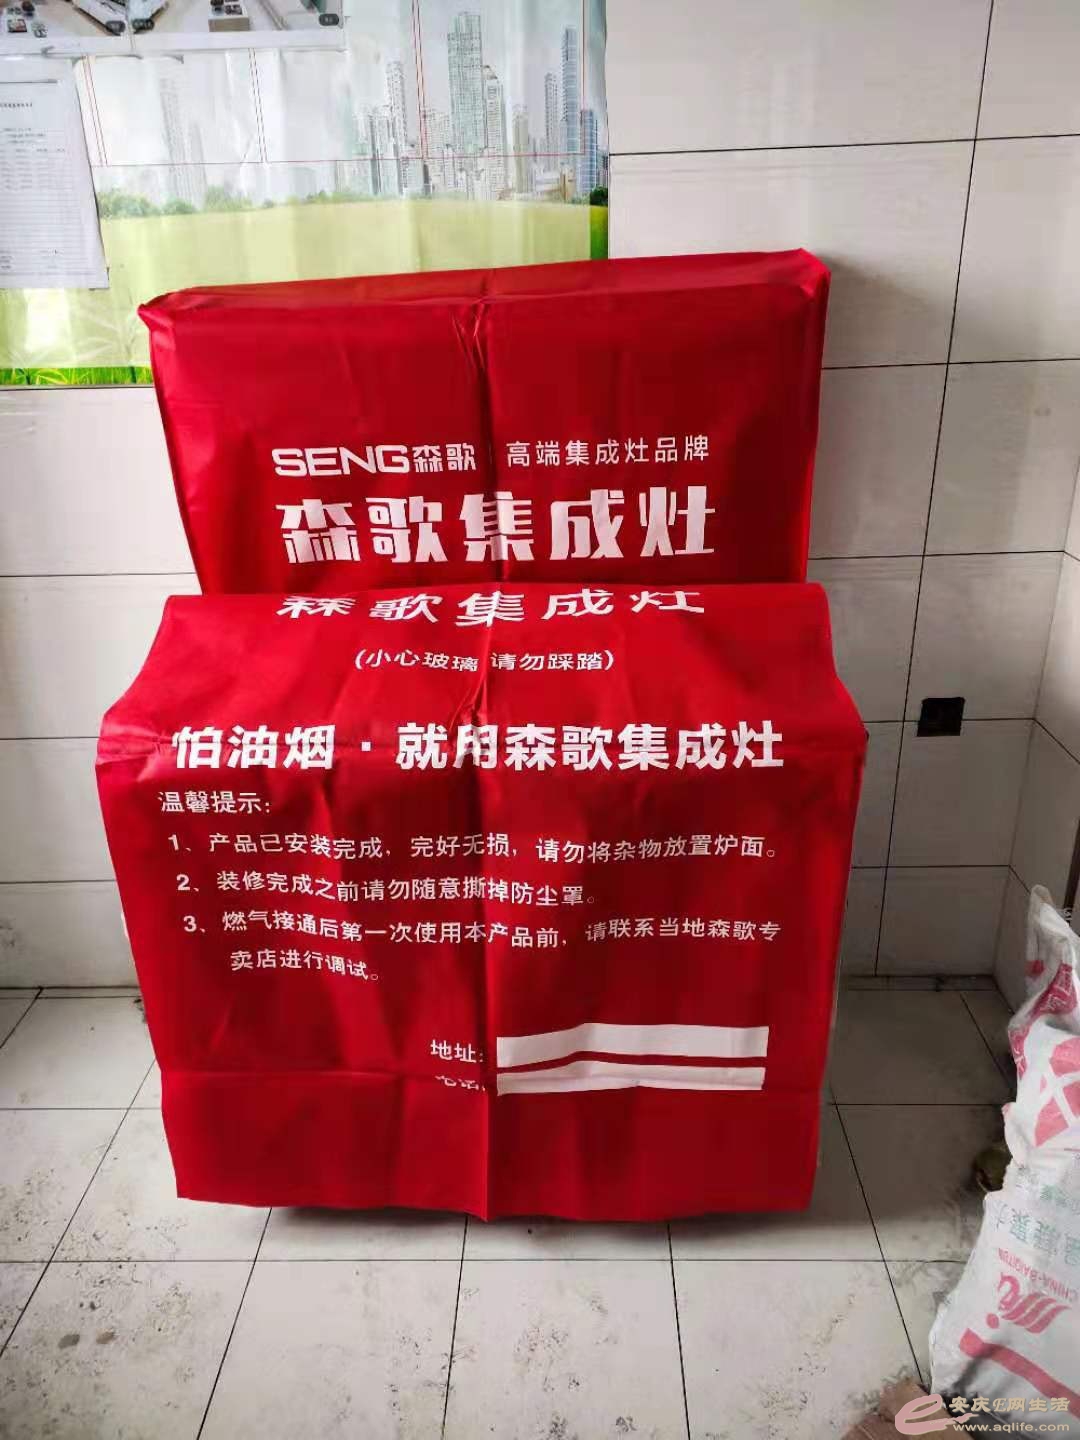 SENG森歌 高端集成灶品牌
森歌集成灶
森歌集成灶
(小心玻璃 请勿踩踏)
怕油烟·就用森歌集成灶
温馨提示:
1、产品已安装完成,完好无损,请勿将杂物放置炉面。
2、装修完成之前请勿随意撕掉防尘罩。
3、燃气接通后第一次使用本产品前,请联系当地森歌专
卖店进行调试。
地址:
电话:
CHINA-BAIQITON
安庆E网生活
www.aqlife.com